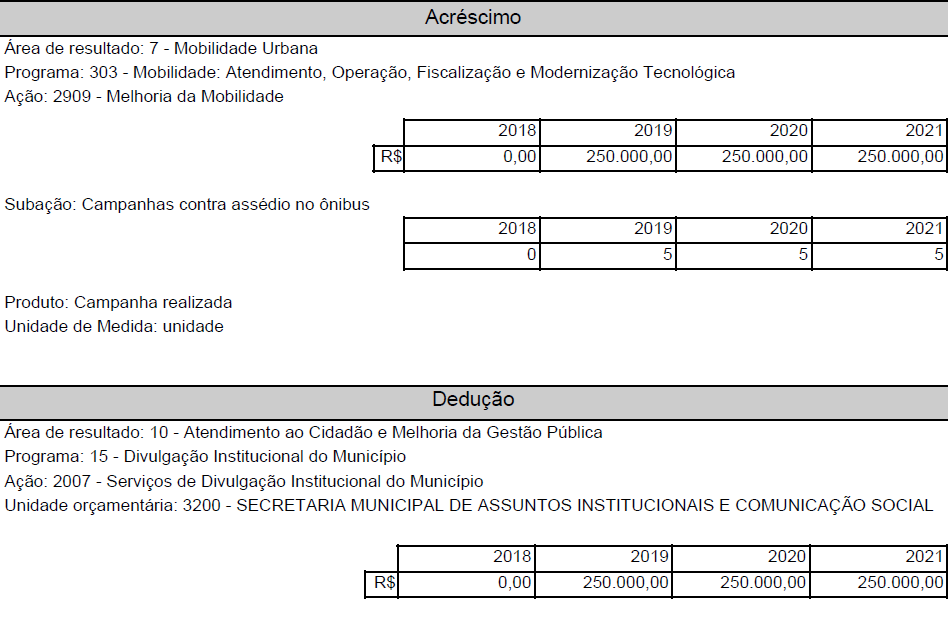 Acréscimo
Área de resultado: 7 - Mobilidade Urbana
Programa: 303 - Mobilidade: Atendimento, Operação, Fiscalização e Modernização Tecnológica
Ação: 2909 - Melhoria da Mobilidade
2018 2019 2020 2021
R$ 0,00 250.000,00 250.000,00 250.000,00
Subação: Campanhas contra assédio no ônibus
2018 2019 2020 2021
0 5 5 5
Produto: Campanha realizada
Unidade de Medida: unidade
Dedução
Área de resultado: 10 - Atendimento ao Cidadão e Melhoria da Gestão Pública
Programa: 15 - Divulgação Institucional do Município
Ação: 2007 - Serviços de Divulgação Institucional do Município
Unidade orçamentária: 3200 - SECRETARIA MUNICIPAL DE ASSUNTOS INSTITUCIONAIS E COMUNICAÇÃO SOCIAL
2018 2019 2020 2021
R$ 0,00 250.000,00 250.000,00 250.000,00